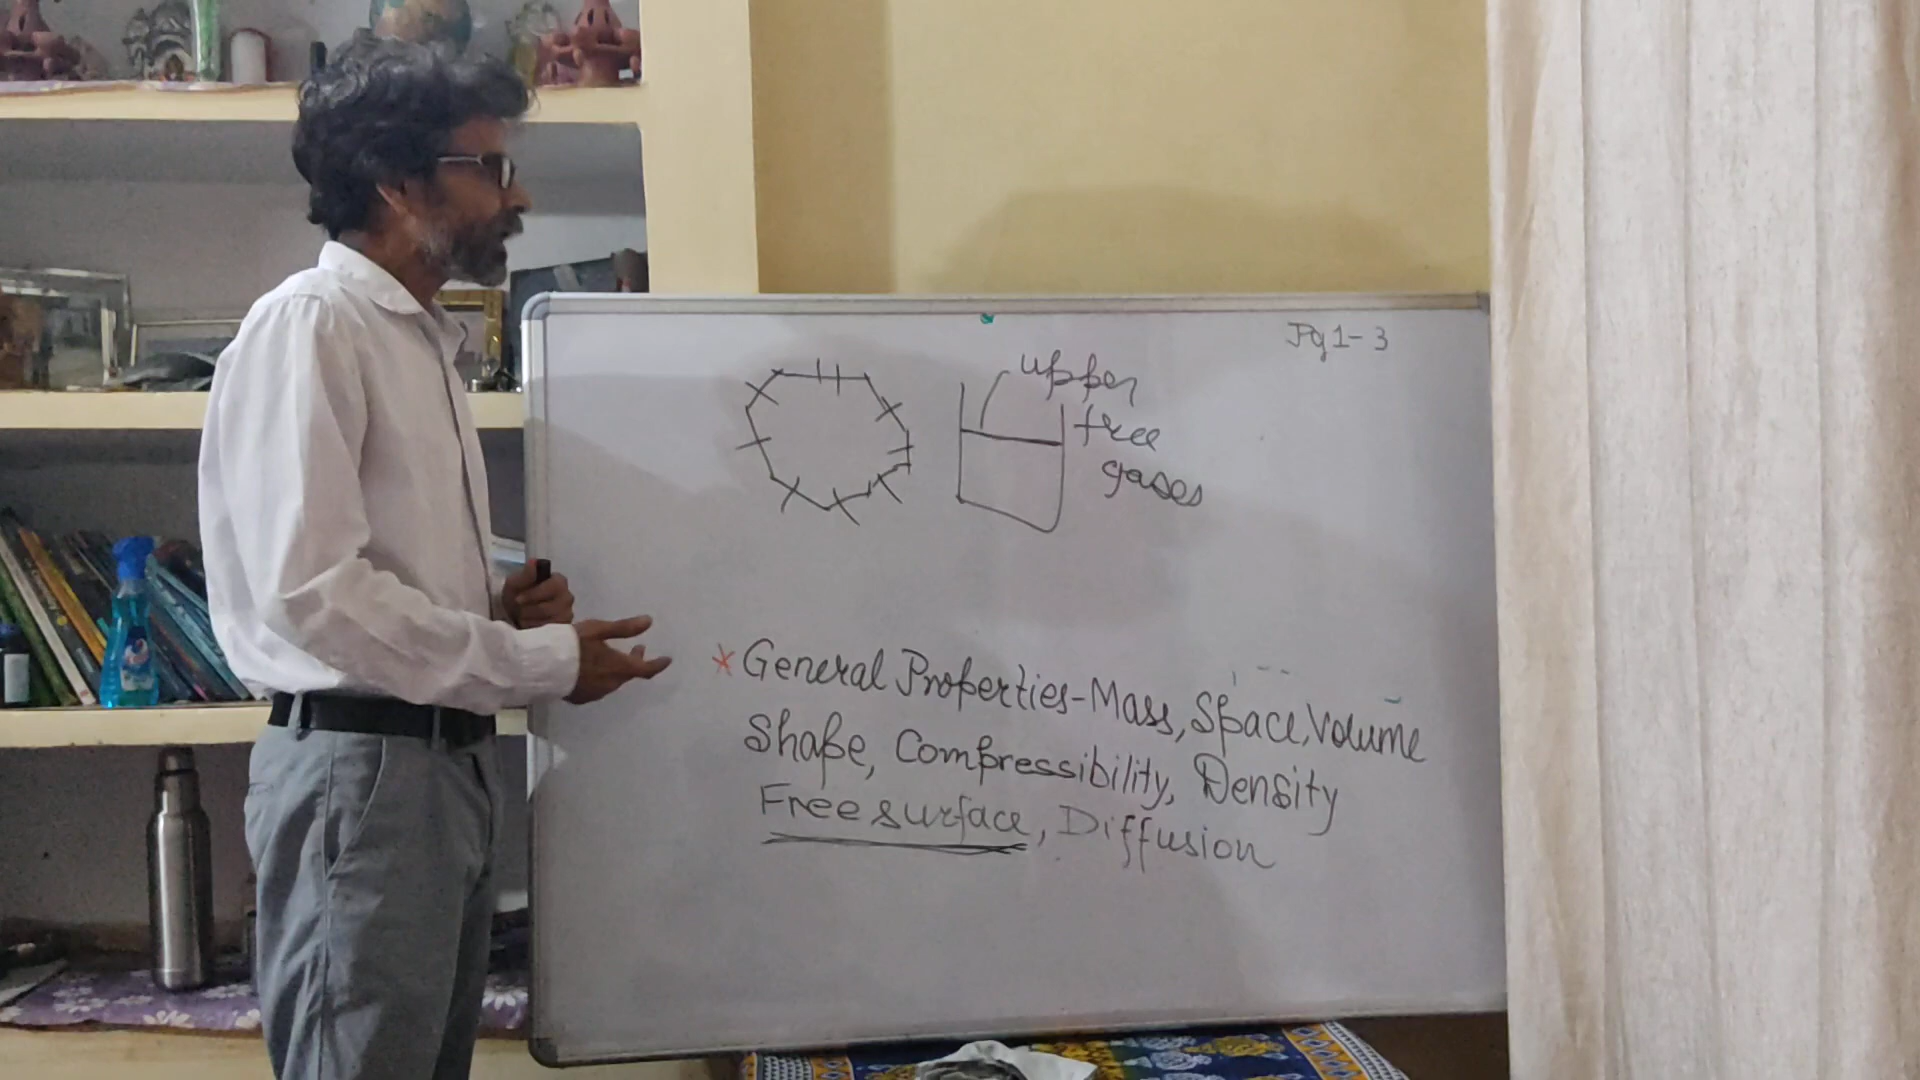 Pg 1-3
upper
free
gases
* General Properties-Mass, Space, Volume
Shape, Compressibility, Density
Free surface, Diffusion